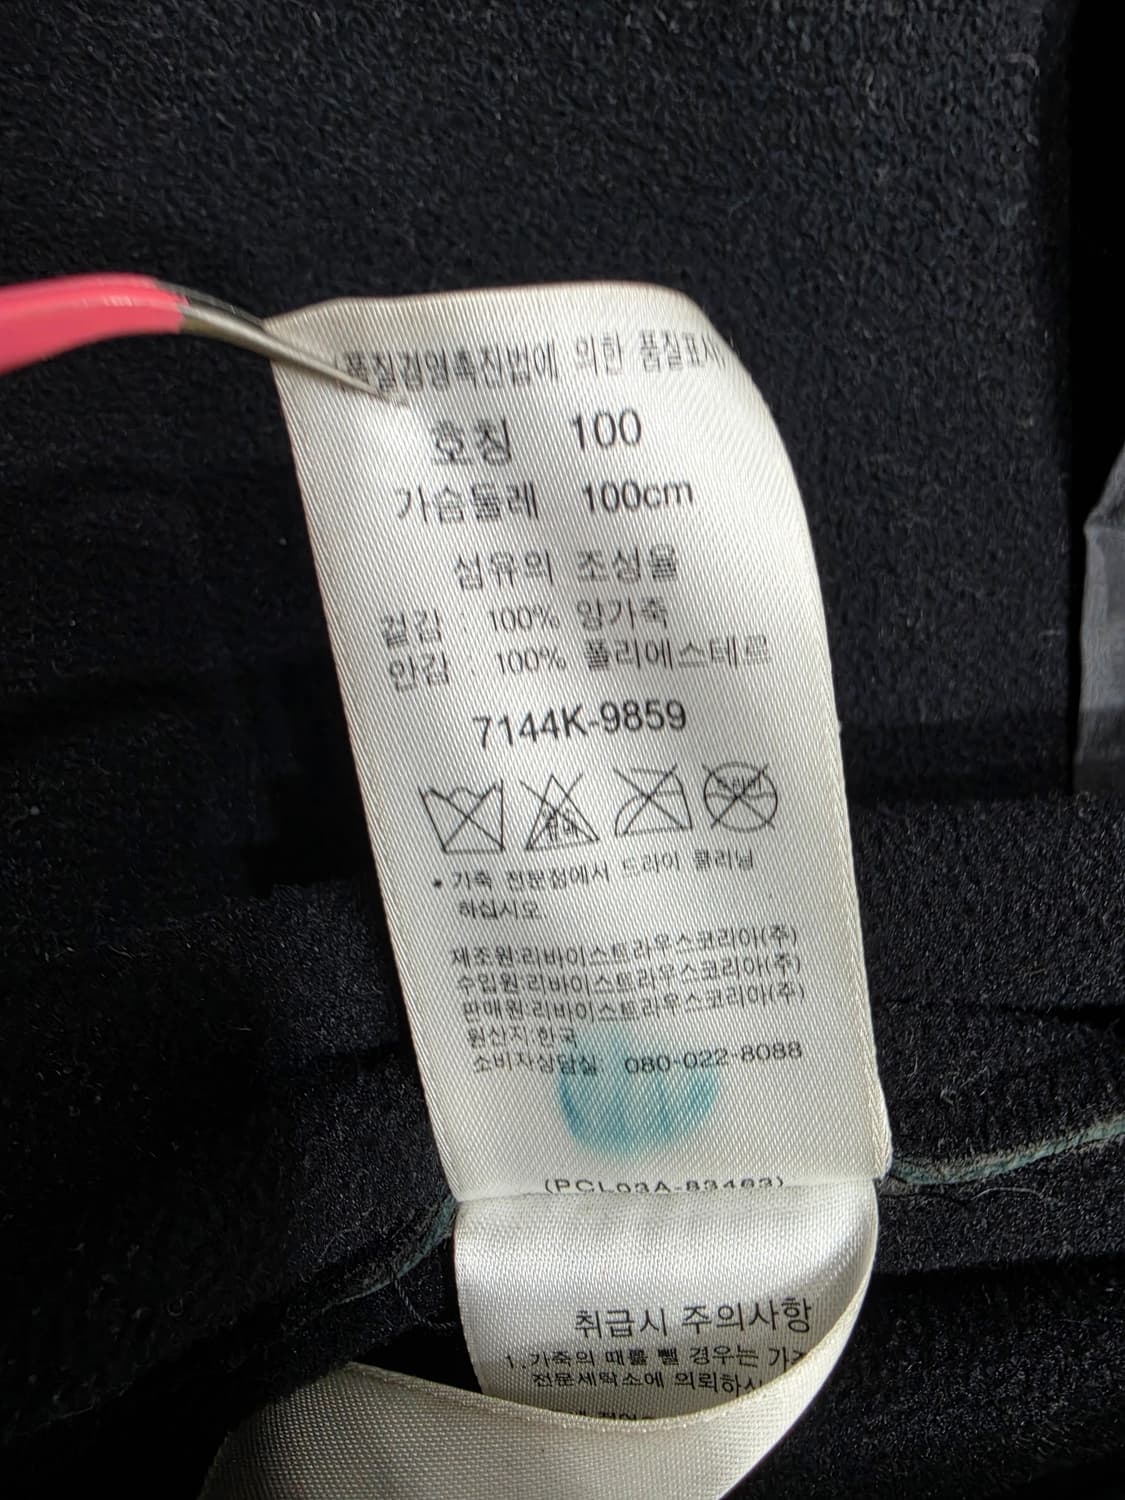 (품질경영촉진법에 의한 품질표시)
호칭 100
가슴둘레 100cm
섬유의 조성율
겉감 : 100% 양가죽
안감 : 100% 폴리에스테르
7144K-9859
• 가죽 전문점에서 드라이 클리닝
하십시오
제조원:리바이스트라우스코리아(주)
수입원:리바이스트라우스코리아(주)
판매원:리바이스트라우스코리아(주)
원산지:한국
소비자상담실 080-022-8088
(PCL03A-83463)
취급시 주의사항
1.가죽의 때를 뺄 경우는
전문세탁소에 의뢰하시